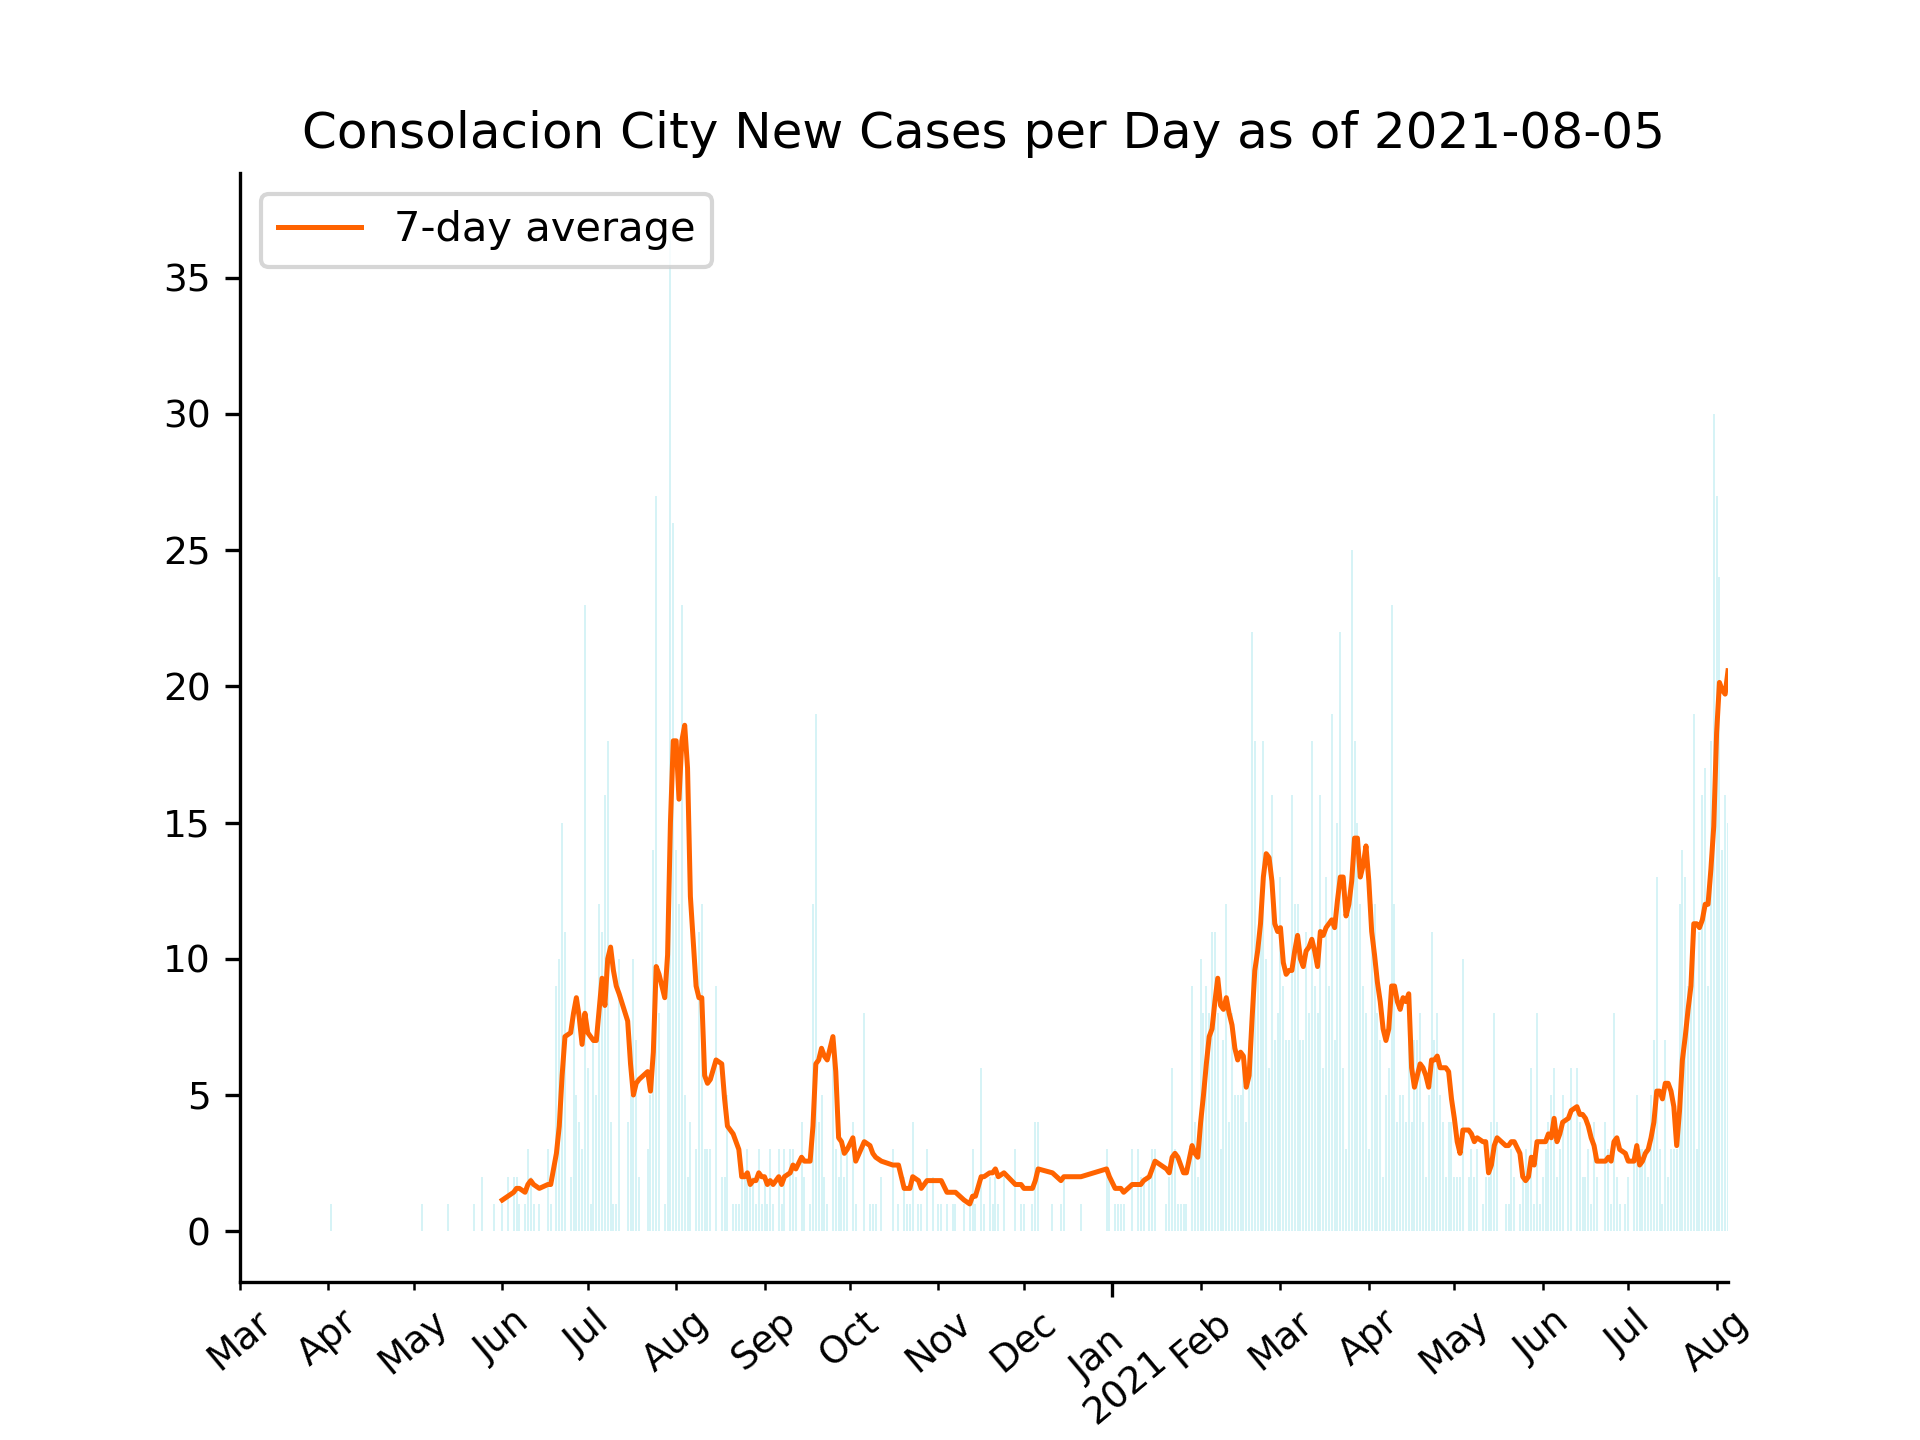 Consolacion City New Cases per Day as of 2021-08-05
7-day average
35
30
25
20
15
10
5
0
Mar
Apr
May
Jun
Jul
Aug
Sep
Oct
Nov
Dec
Jan
2021
Feb
Mar
Apr
May
Jun
Jul
Aug